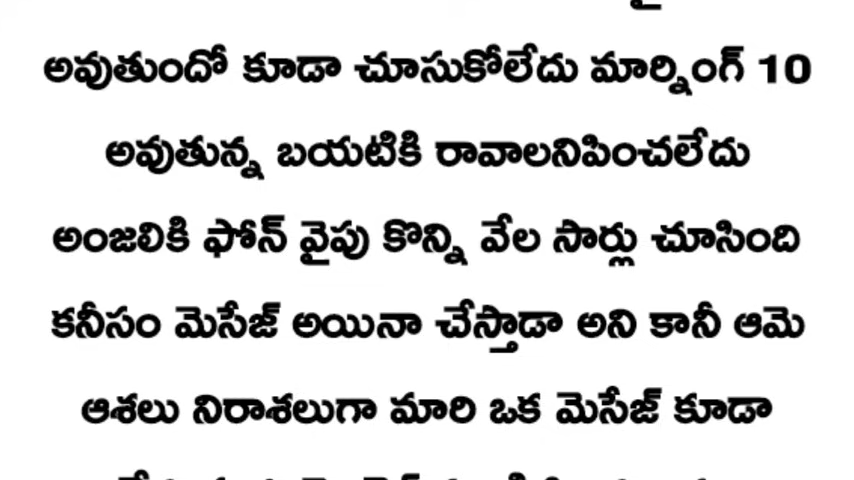 అవుతుందో కూడా చూసుకోలేదు మార్నింగ్ 10
అవుతున్న బయటికి రావాలనిపించలేదు
అంజలికి ఫోన్ వైపు కొన్ని వేల సార్లు చూసింది
కనీసం మెసేజ్ అయినా చేస్తాడా అని కానీ ఆమె
ఆశలు నిరాశలుగా మారి ఒక మెసేజ్ కూడా